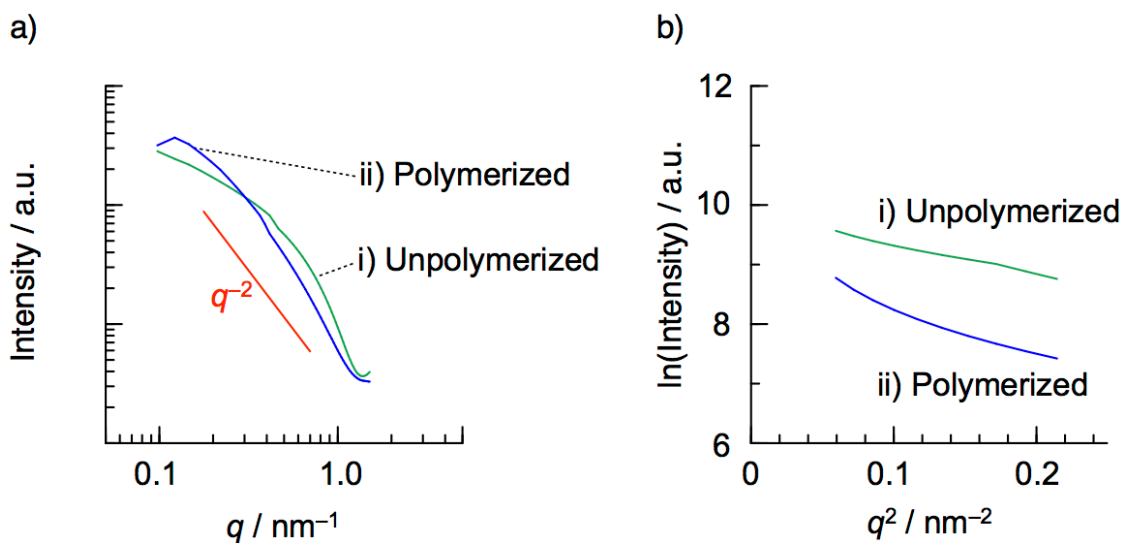 a)
Intensity / a.u.
ii) Polymerized
i) Unpolymerized
q⁻²
0.1
1.0
q / nm⁻¹
b)
ln(Intensity) / a.u.
12
10
8
6
i) Unpolymerized
ii) Polymerized
0
0.1
0.2
q² / nm⁻²